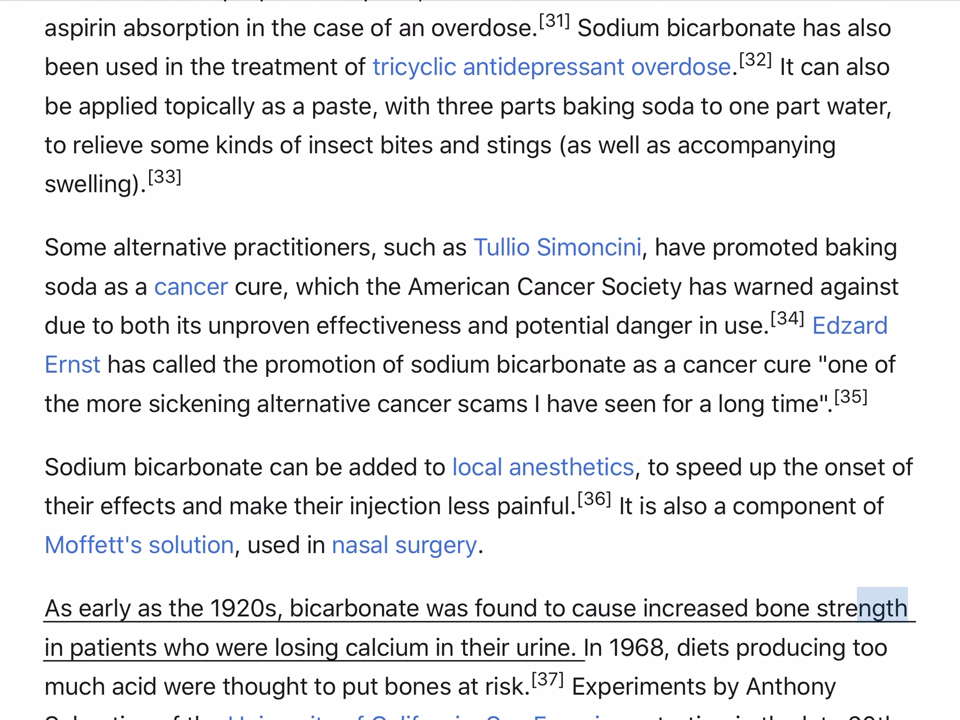 aspirin absorption in the case of an overdose.[31] Sodium bicarbonate has also
been used in the treatment of tricyclic antidepressant overdose.[32] It can also
be applied topically as a paste, with three parts baking soda to one part water,
to relieve some kinds of insect bites and stings (as well as accompanying
swelling).[33]
Some alternative practitioners, such as Tullio Simoncini, have promoted baking
soda as a cancer cure, which the American Cancer Society has warned against
due to both its unproven effectiveness and potential danger in use.[34] Edzard
Ernst has called the promotion of sodium bicarbonate as a cancer cure "one of
the more sickening alternative cancer scams I have seen for a long time".[35]
Sodium bicarbonate can be added to local anesthetics, to speed up the onset of
their effects and make their injection less painful.[36] It is also a component of
Moffett's solution, used in nasal surgery.
As early as the 1920s, bicarbonate was found to cause increased bone strength
in patients who were losing calcium in their urine. In 1968, diets producing too
much acid were thought to put bones at risk.[37] Experiments by Anthony